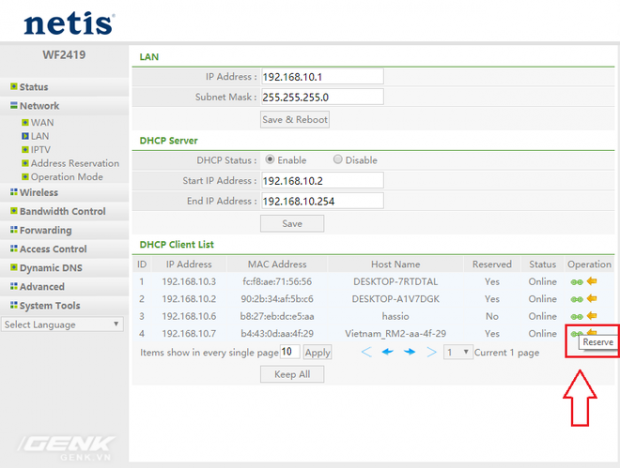 netis
WF2419
Status
Network
WAN
LAN
IPTV
Address Reservation
Operation Mode
Wireless
Bandwidth Control
Forwarding
Access Control
Dynamic DNS
Advanced
System Tools
Select Language
LAN
IP Address : 192.168.10.1
Subnet Mask : 255.255.255.0
Save & Reboot
DHCP Server
DHCP Status : Enable Disable
Start IP Address : 192.168.10.2
End IP Address : 192.168.10.254
Save
DHCP Client List
ID IP Address MAC Address Host Name Reserved Status Operation
1 192.168.10.3 fc:f8:ae:71:56:56 DESKTOP-7RTDTAL Yes Online
2 192.168.10.2 90:2b:34:af:5b:c6 DESKTOP-A1V7DGK Yes Online
3 192.168.10.6 b8:27:eb:dc:e5:aa hassio No Online
4 192.168.10.7 b4:43:0d:aa:4f:29 Vietnam_RM2-aa-4f-29 Yes Online
Reserve
Items show in every single page 10 Apply 1 Current 1 page
Keep All
GENK
GENK.VN